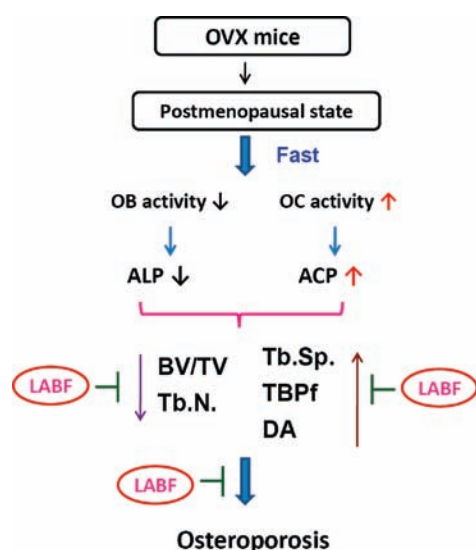 OVX mice
↓
Postmenopausal state
Fast
OB activity ↓ OC activity ↑
ALP ↓ ACP ↑
BV/TV
Tb.N.
Tb.Sp.
TBPf
DA
LABF
LABF
LABF
Osteroporosis